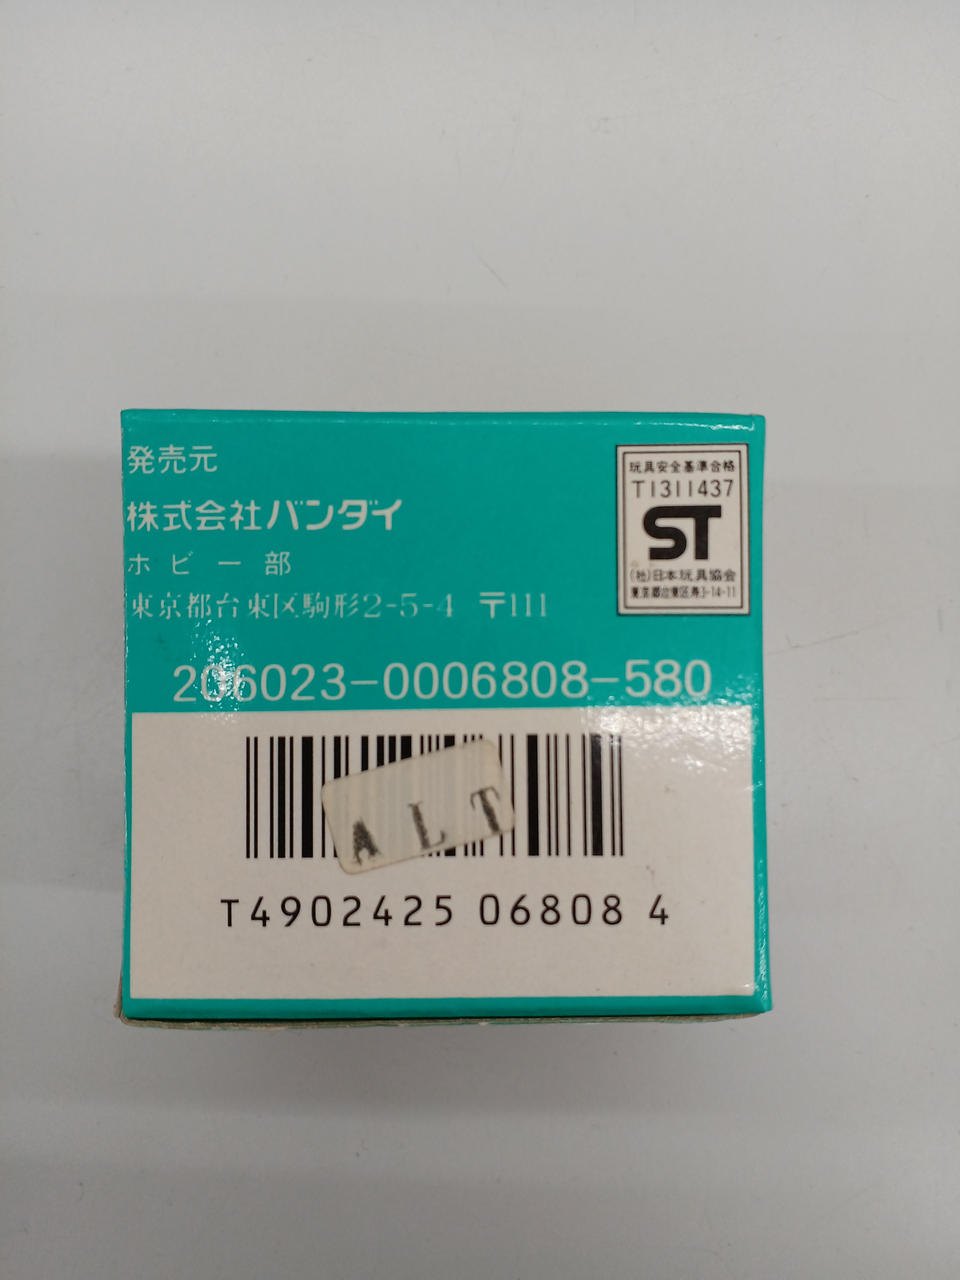 発売元
株式会社バンダイ
ホビー部
東京都台東区駒形2-5-4 〒111
玩具安全基準合格
T1311437
ST
(社)日本玩具協会
東京都台東区寿3-14-11
206023-0006808-580
ALT
T4902425 06808 4